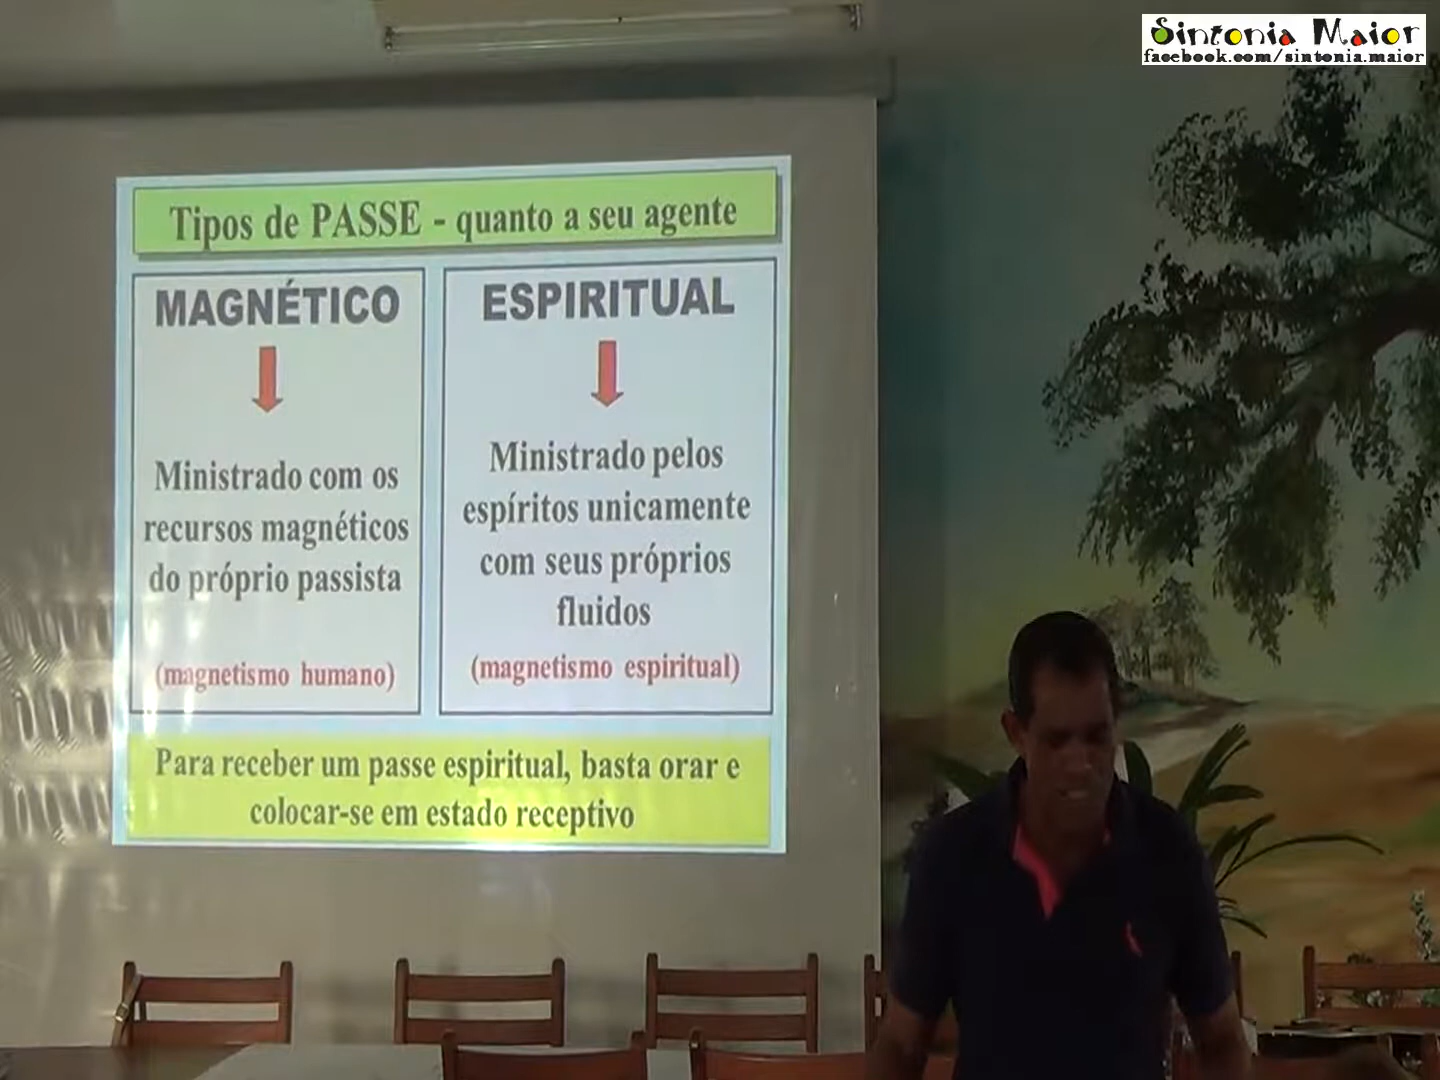 Sintonia Maior
facebook.com/sintonia.maior
Tipos de PASSE - quanto a seu agente
MAGNÉTICO
Ministrado com os
recursos magnéticos
do próprio passista
(magnetismo humano)
ESPIRITUAL
Ministrado pelos
espíritos unicamente
com seus próprios
fluidos
(magnetismo espiritual)
Para receber um passe espiritual, basta orar e
colocar-se em estado receptivo